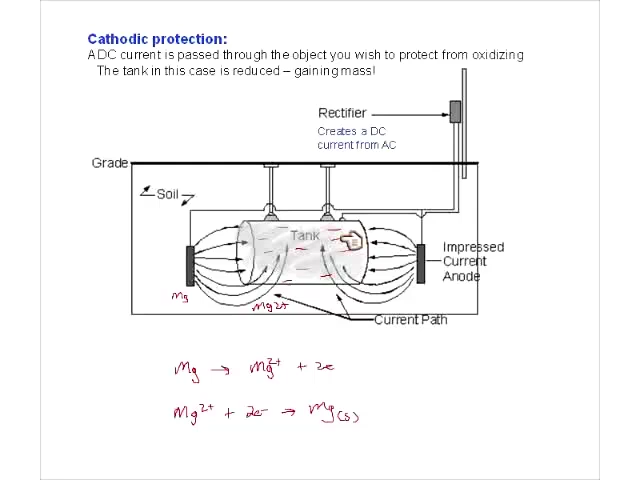 Cathodic protection:
A DC current is passed through the object you wish to protect from oxidizing
The tank in this case is reduced – gaining mass!
Rectifier
Creates a DC
current from AC
Grade
Soil
Tank
Impressed
Current
Anode
Mg
Mg2+
Current Path
Mg → Mg2+ + 2e
Mg2+ + 2e- → Mg(s)